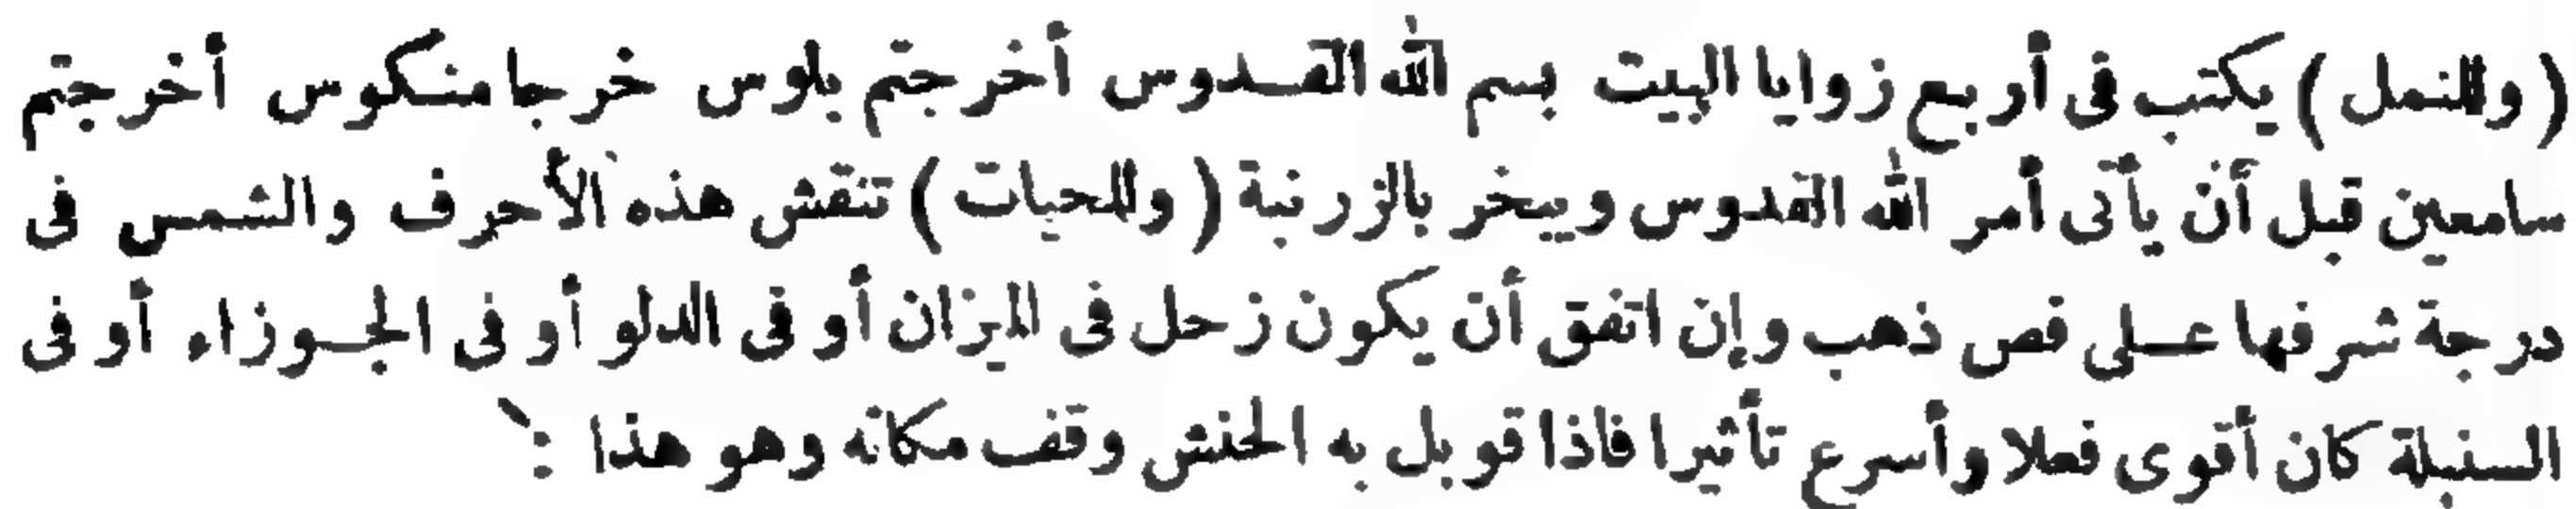 (وللنمل) يكتب فى أربع زوايا البيت بسم الله القدوس أخرجتم بلوس خرجا منكوس أخرجتم
سامعين قبل أن يأتى أمر الله القدوس ويبخر بالزرنبة (وللحيات) تنقش هذه الأحرف والشمس فى
درجة شرفها على قص ذهب وإن اتفق أن يكون زحل فى الميزان أو فى الدلو أو فى الجوزاء أو فى
السنبلة كان أقوى فعلا وأسرع تأثيرا فاذا قوبل به الحنش وقف مكانه وهو هذا :